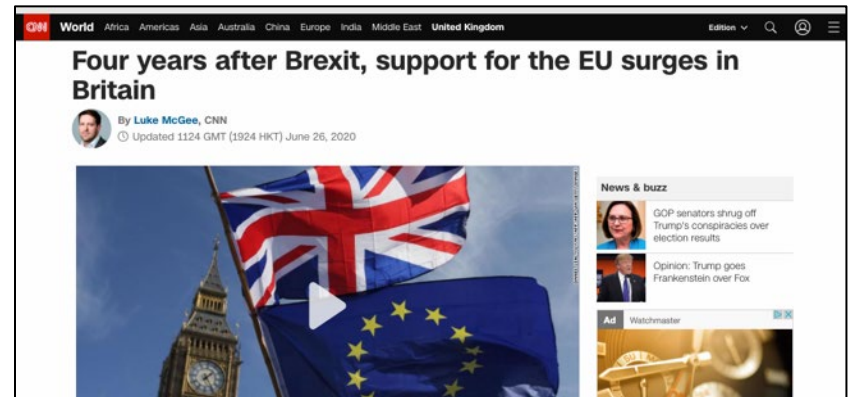 CNN World Africa Americas Asia Australia China Europe India Middle East United Kingdom Edition
Four years after Brexit, support for the EU surges in
Britain
By Luke McGee, CNN
Updated 1124 GMT (1924 HKT) June 26, 2020
News & buzz
GOP senators shrug off
Trump's conspiracies over
election results
Opinion: Trump goes
Frankenstein over Fox
Ad Watchmaster